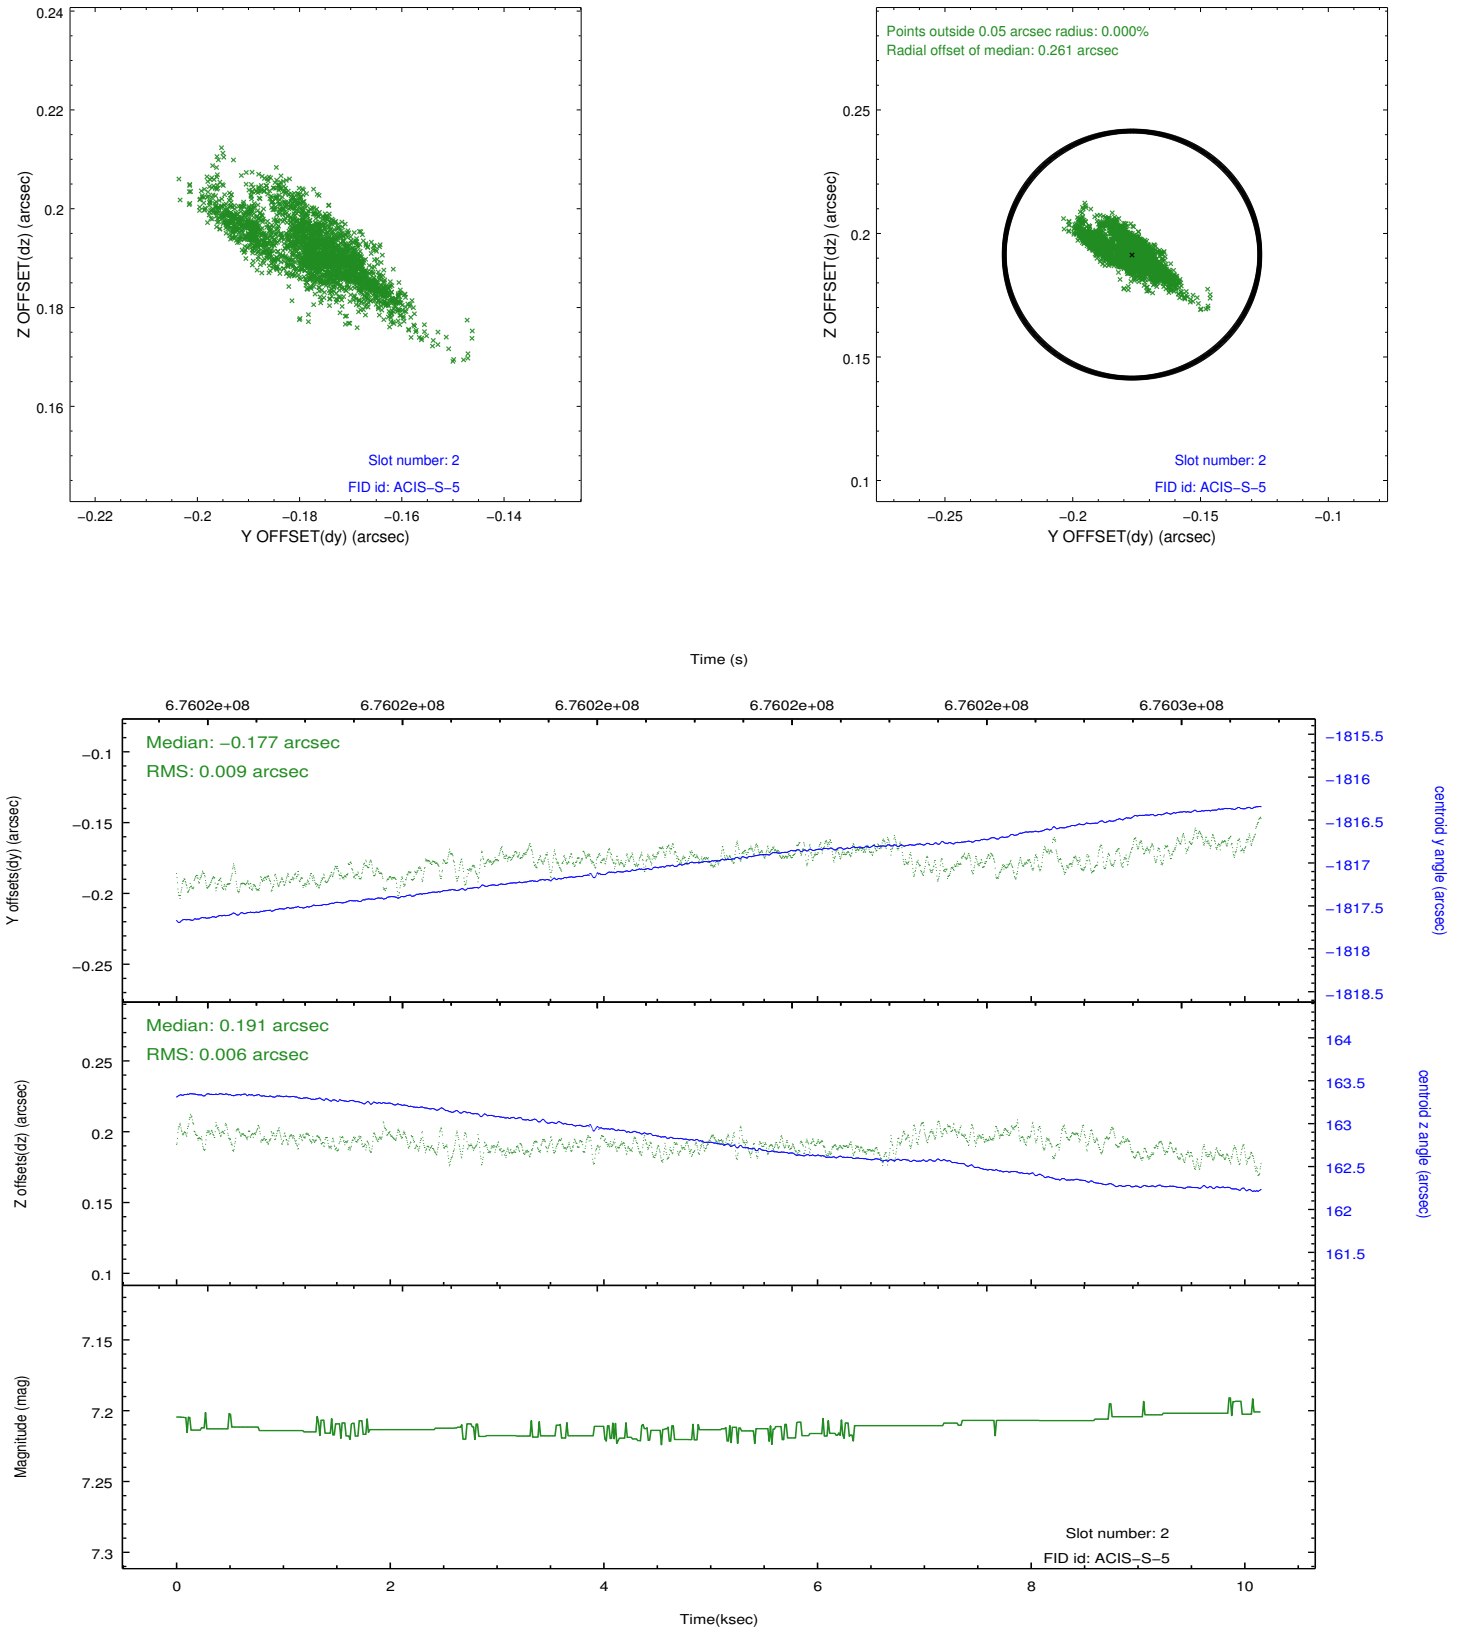 0.24
0.22
0.2
0.18
0.16
Z OFFSET(dz) (arcsec)
Slot number: 2
FID id: ACIS−S−5
−0.22
−0.2
−0.18
−0.16
−0.14
Y OFFSET(dy) (arcsec)
Points outside 0.05 arcsec radius: 0.000%
Radial offset of median: 0.261 arcsec
0.25
0.2
0.15
0.1
Z OFFSET(dz) (arcsec)
Slot number: 2
FID id: ACIS−S−5
−0.25
−0.2
−0.15
−0.1
Y OFFSET(dy) (arcsec)
Time (s)
6.7602e+08
6.7602e+08
6.7602e+08
6.7602e+08
6.7602e+08
6.7603e+08
Median: −0.177 arcsec
RMS: 0.009 arcsec
−0.1
−0.15
−0.2
−0.25
Y offsets(dy) (arcsec)
−1815.5
−1816
−1816.5
−1817
−1817.5
−1818
−1818.5
centroid y angle (arcsec)
Median: 0.191 arcsec
RMS: 0.006 arcsec
0.25
0.2
0.15
0.1
Z offsets(dz) (arcsec)
164
163.5
163
162.5
162
161.5
centroid z angle (arcsec)
7.15
7.2
7.25
7.3
Magnitude (mag)
Slot number: 2
FID id: ACIS−S−5
0
2
4
6
8
10
Time(ksec)